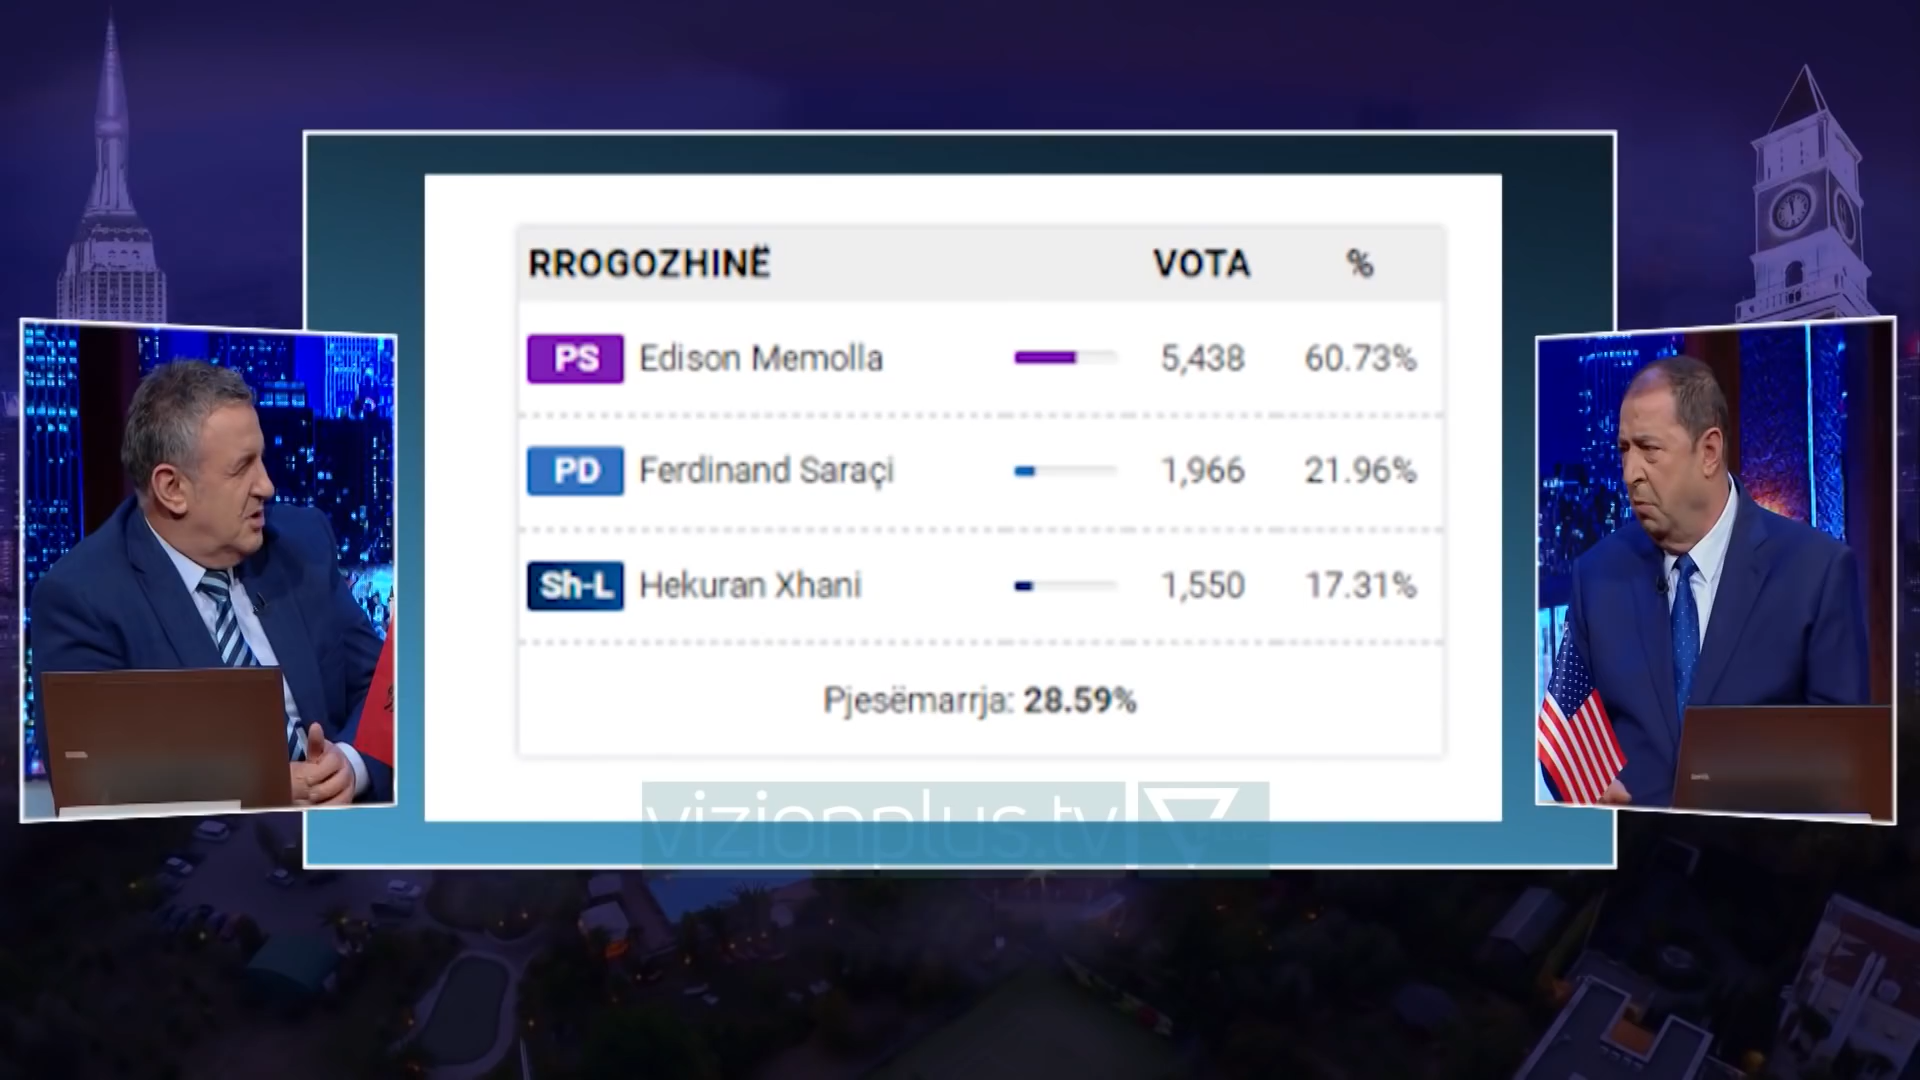 RROGOZHINË VOTA %
PS Edison Memolla 5,438 60.73%
PD Ferdinand Saraçi 1,966 21.96%
Sh-L Hekuran Xhani 1,550 17.31%
Pjesëmarrja: 28.59%
vizionplus.tv